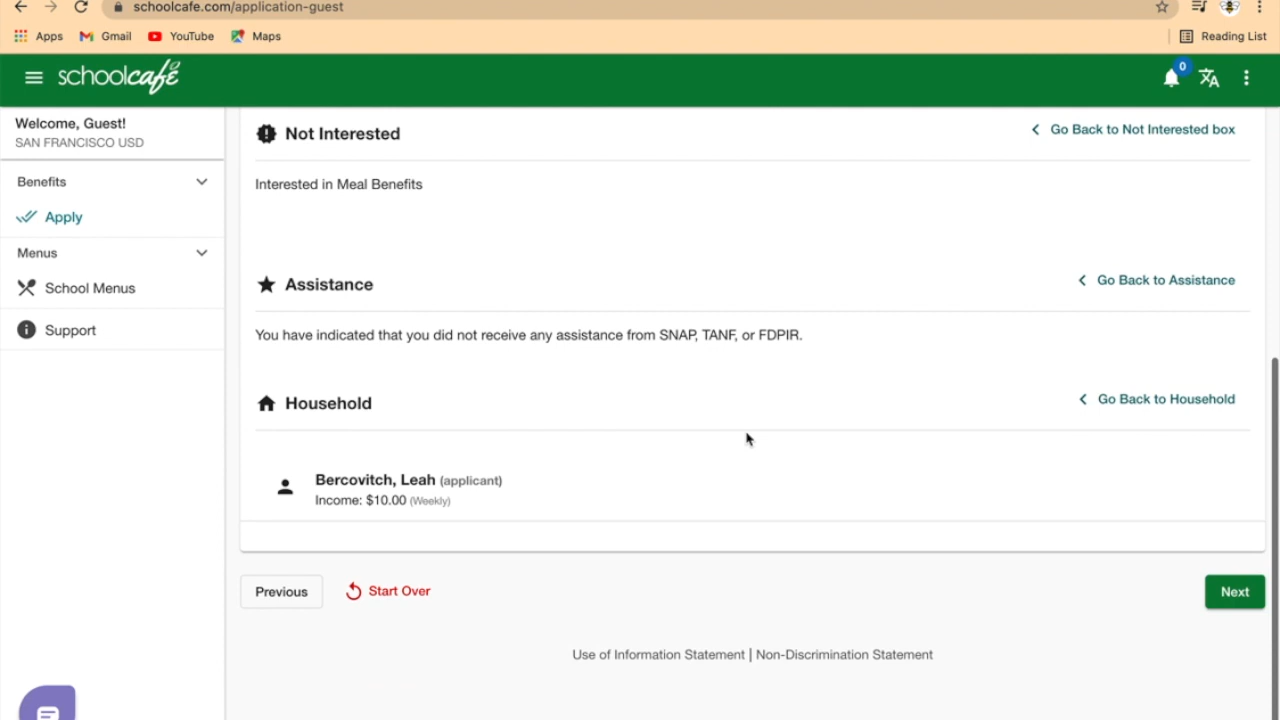 schoolcafe.com/application-guest
Apps Gmail YouTube Maps Reading List
schoolcafé 0
Welcome, Guest!
SAN FRANCISCO USD
Benefits
Apply
Menus
School Menus
Support
Not Interested Go Back to Not Interested box
Interested in Meal Benefits
Assistance Go Back to Assistance
You have indicated that you did not receive any assistance from SNAP, TANF, or FDPIR.
Household Go Back to Household
Bercovitch, Leah (applicant)
Income: $10.00 (Weekly)
Previous Start Over Next
Use of Information Statement | Non-Discrimination Statement